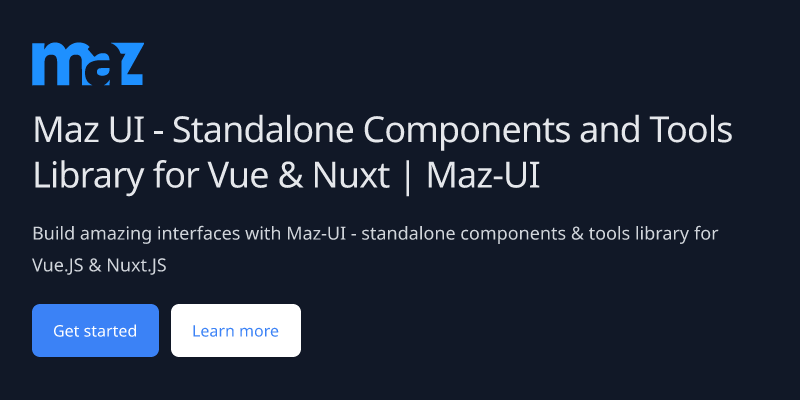 maz
Maz UI - Standalone Components and Tools
Library for Vue & Nuxt | Maz-UI
Build amazing interfaces with Maz-UI - standalone components & tools library for
Vue.JS & Nuxt.JS
Get started
Learn more